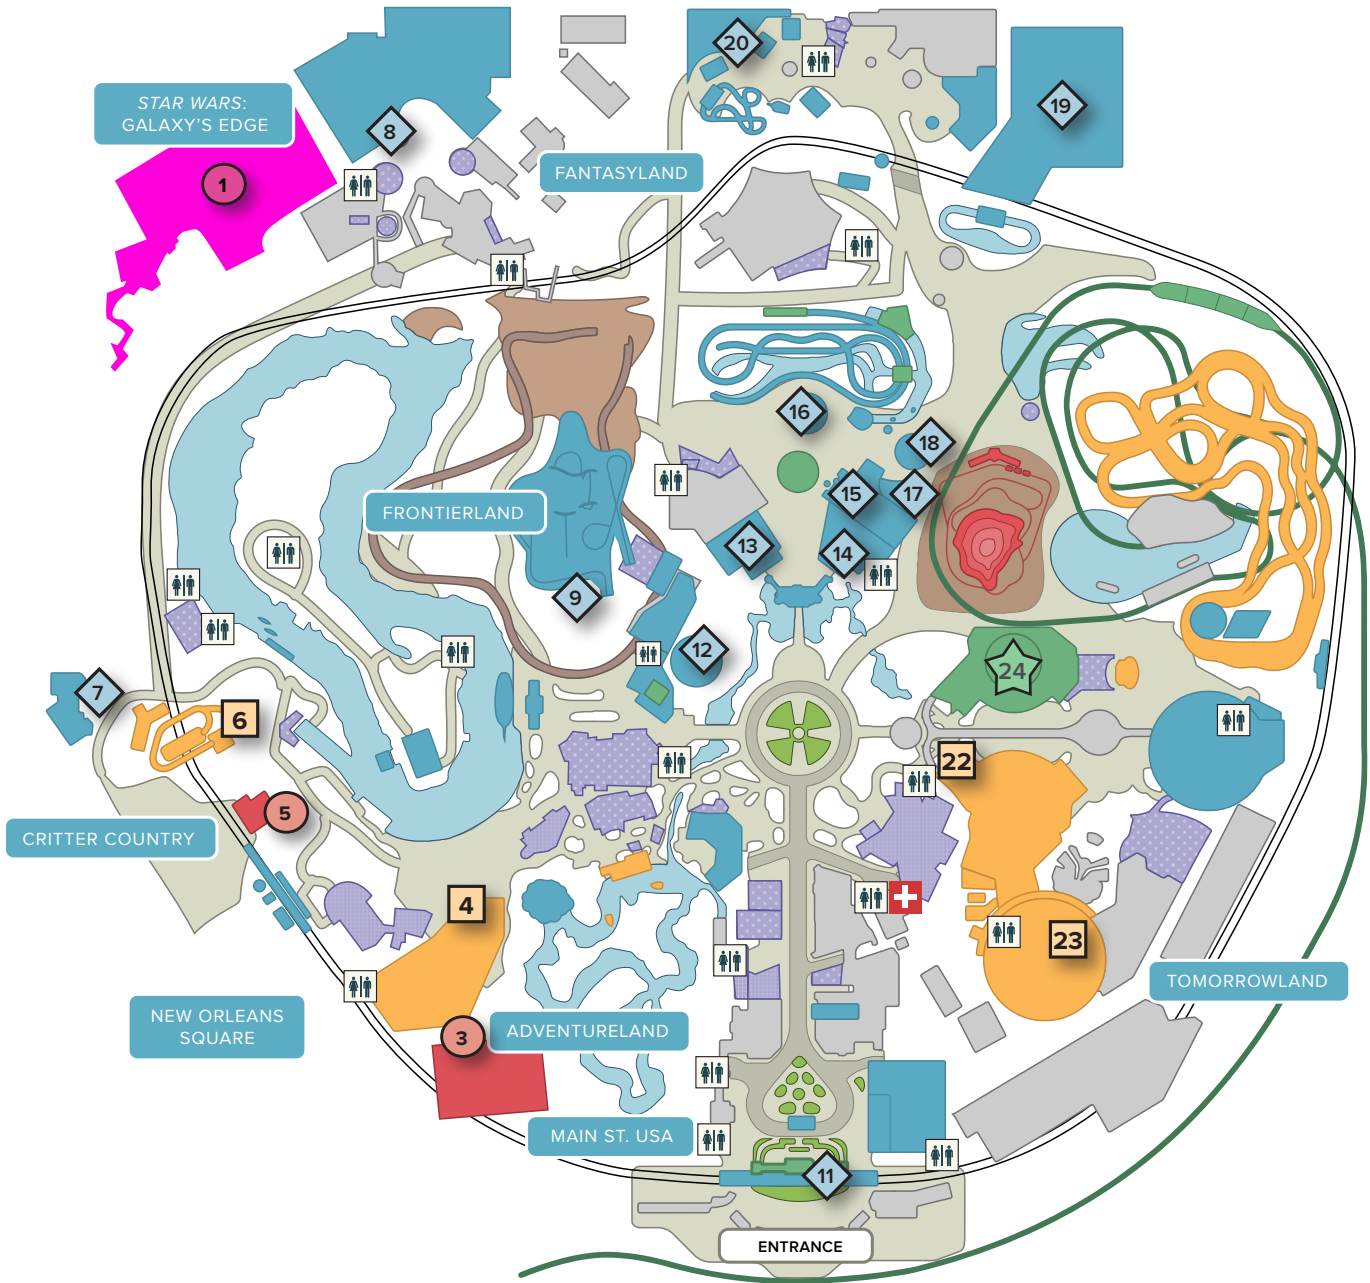 20
19
8
STAR WARS:
GALAXY'S EDGE
FANTASYLAND
1
16
18
15
17
FRONTIERLAND
13
14
9
12
24
7
6
22
5
CRITTER COUNTRY
4
23
TOMORROWLAND
NEW ORLEANS
SQUARE
3
ADVENTURELAND
MAIN ST. USA
11
ENTRANCE